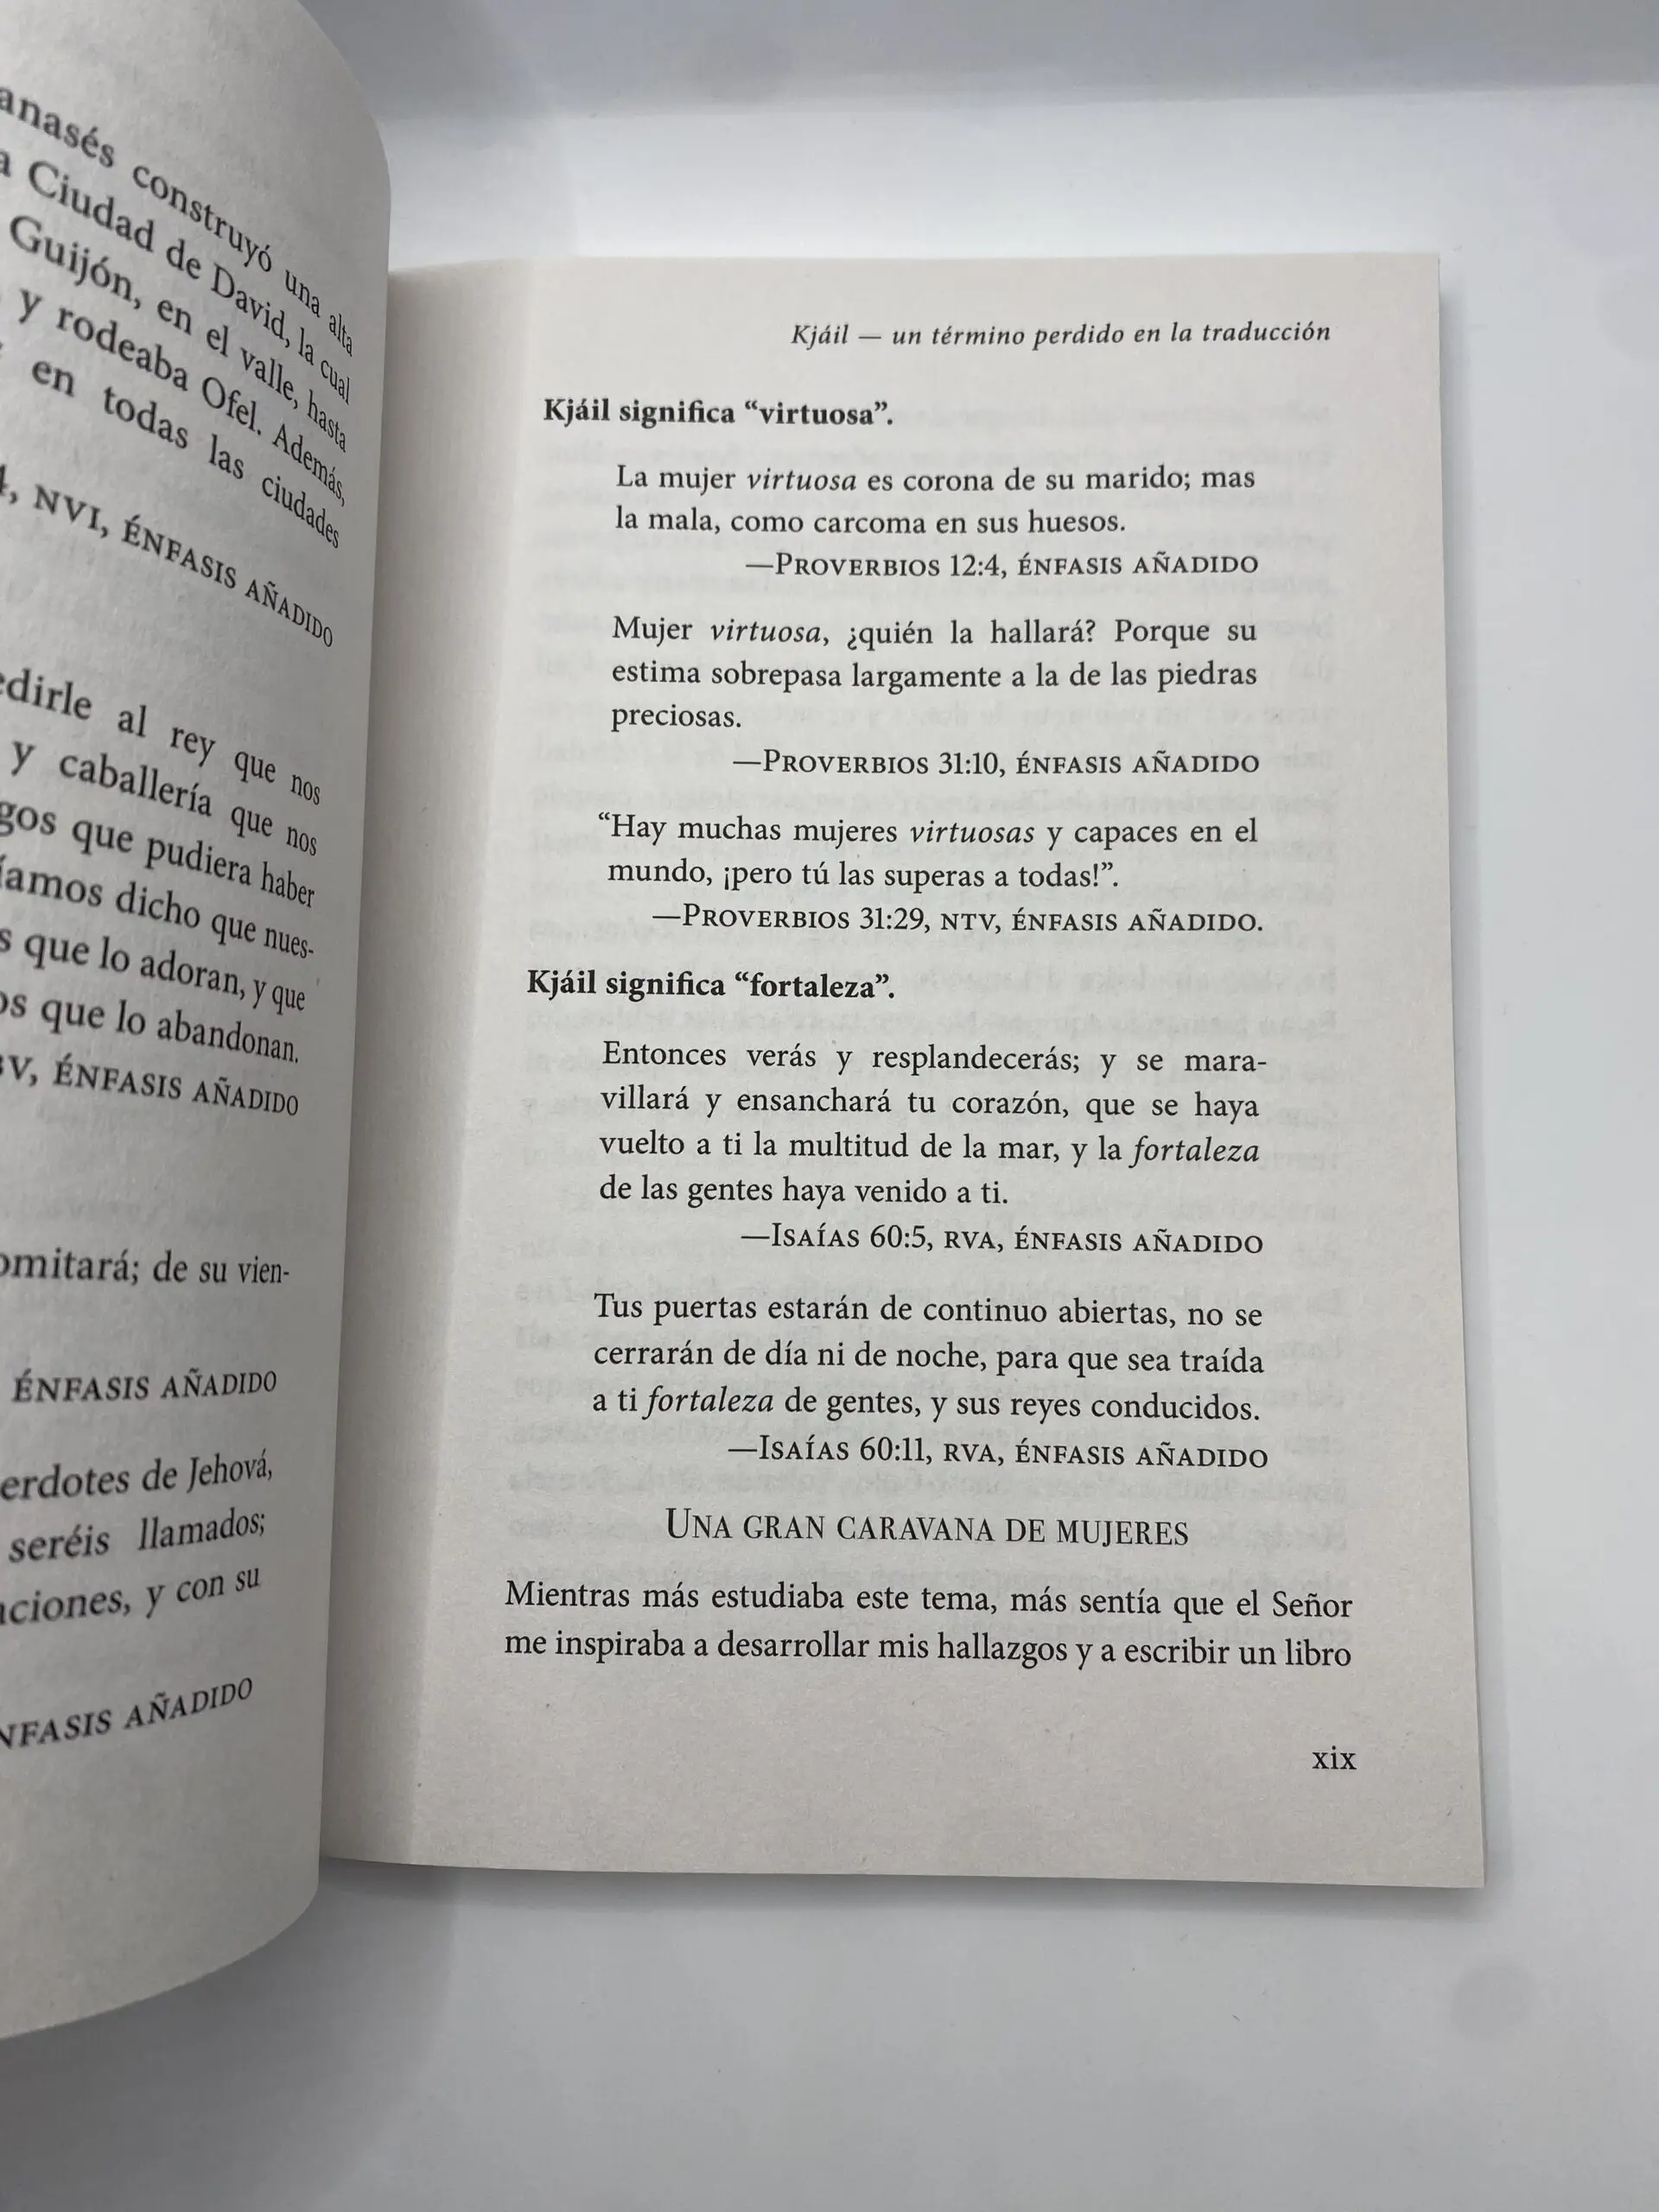 construyó una alta
Ciudad de David, la cual
Guijón, en el valle, hasta
y rodeaba Ofel. Además,
en todas las ciudades
NVI, ÉNFASIS AÑADIDO
al rey que nos
y caballería que nos
que pudiera haber
dicho que nues-
que lo adoran, y que
que lo abandonan.
ÉNFASIS AÑADIDO
de su vien-
ÉNFASIS AÑADIDO
de Jehová,
seréis llamados;
y con su
AÑADIDO
Kjáil — un término perdido en la traducción
Kjáil significa “virtuosa”.
La mujer virtuosa es corona de su marido; mas
la mala, como carcoma en sus huesos.
—Proverbios 12:4, énfasis añadido
Mujer virtuosa, ¿quién la hallará? Porque su
estima sobrepasa largamente a la de las piedras
preciosas.
—Proverbios 31:10, énfasis añadido
“Hay muchas mujeres virtuosas y capaces en el
mundo, ¡pero tú las superas a todas!”.
—Proverbios 31:29, NTV, énfasis añadido.
Kjáil significa “fortaleza”.
Entonces verás y resplandecerás; y se mara-
villará y ensanchará tu corazón, que se haya
vuelto a ti la multitud de la mar, y la fortaleza
de las gentes haya venido a ti.
—Isaías 60:5, RVA, énfasis añadido
Tus puertas estarán de continuo abiertas, no se
cerrarán de día ni de noche, para que sea traída
a ti fortaleza de gentes, y sus reyes conducidos.
—Isaías 60:11, RVA, énfasis añadido
Una gran caravana de mujeres
Mientras más estudiaba este tema, más sentía que el Señor
me inspiraba a desarrollar mis hallazgos y a escribir un libro
xix